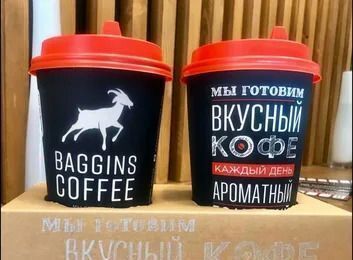 BAGGINS
COFFEE
МЫ ГОТОВИМ
ВКУСНЫЙ
КОФЕ
КАЖДЫЙ ДЕНЬ
АРОМАТНЫЙ
МЫ ГОТОВИМ
ВКУСНЫЙ КОФЕ